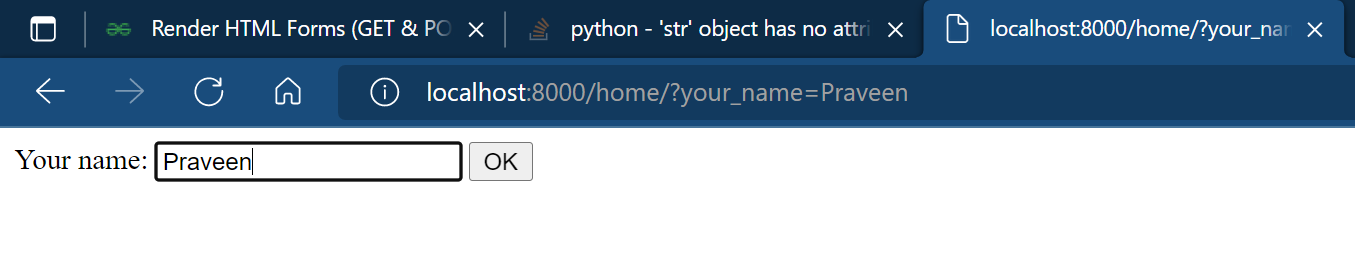 Render HTML Forms (GET & PO
python - 'str' object has no attri
localhost:8000/home/?your_nar
localhost:8000/home/?your_name=Praveen
Your name: Praveen OK